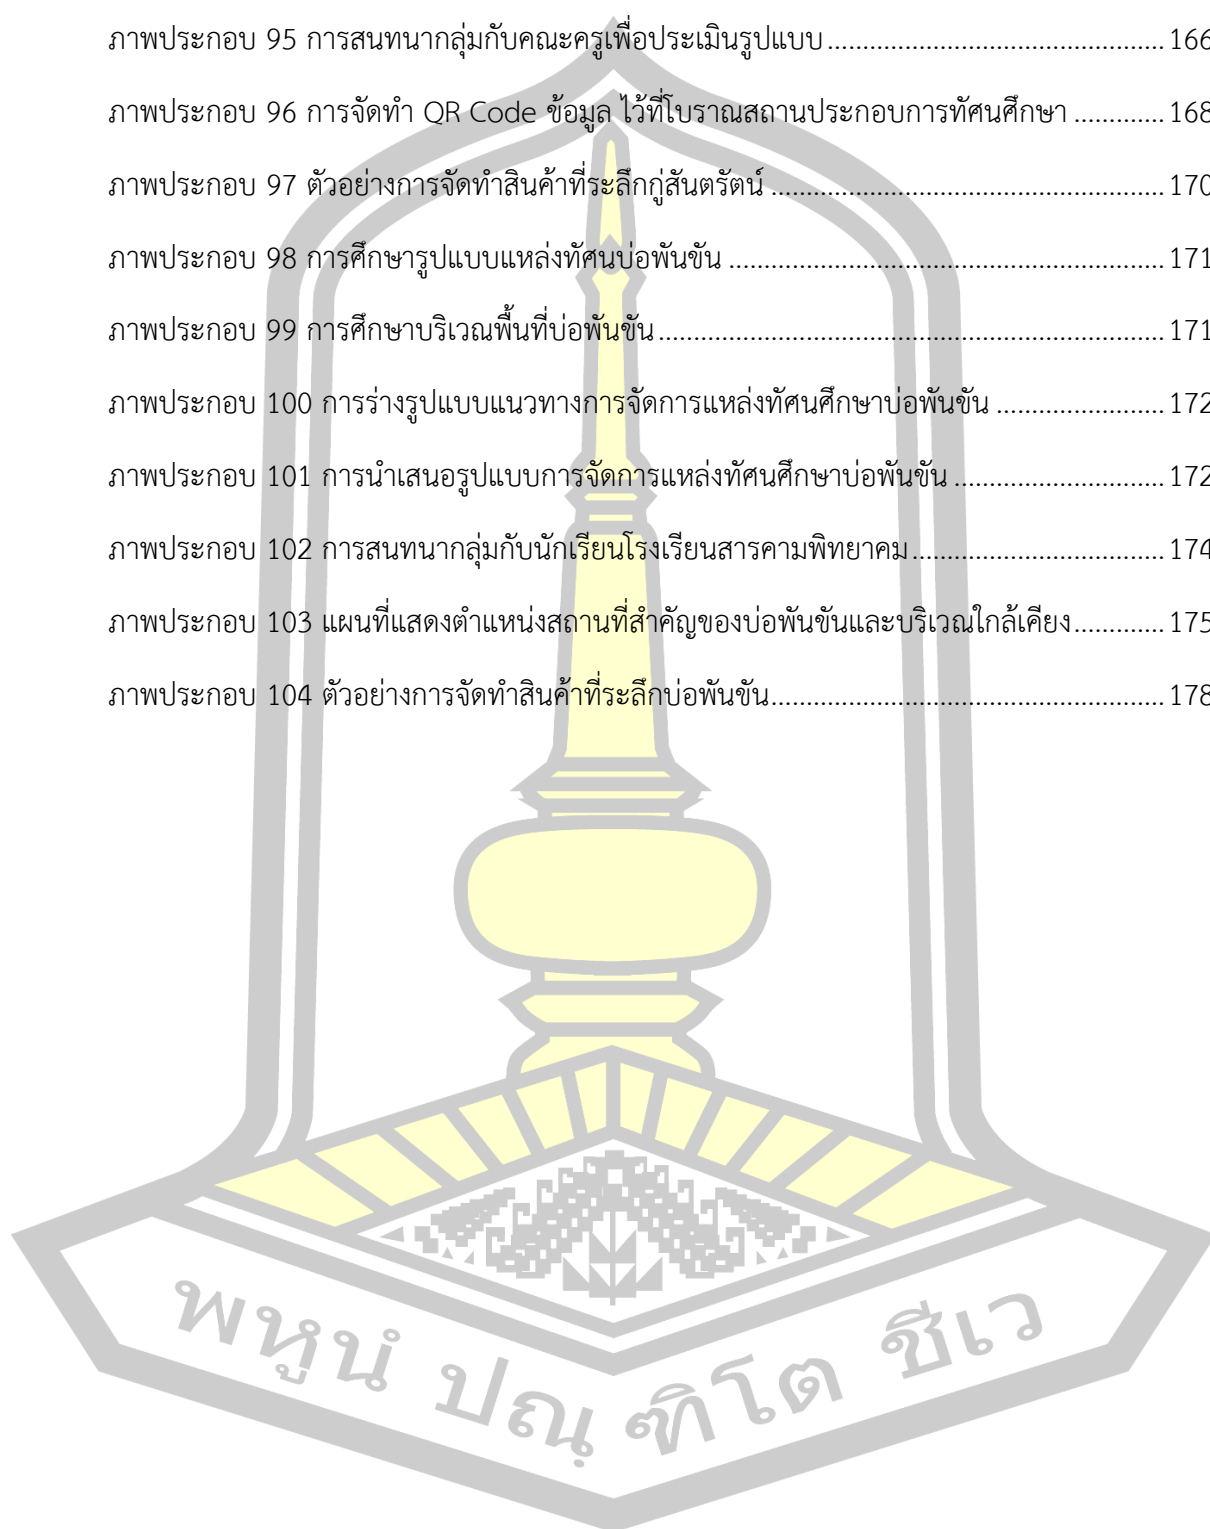 ภาพประกอบ 95 การสนทนากลุ่มกับคณะครูเพื่อประเมินรูปแบบ ................................................ 166
ภาพประกอบ 96 การจัดทำ QR Code ข้อมูล ไว้ที่โบราณสถานประกอบการทัศนศึกษา ............. 168
ภาพประกอบ 97 ตัวอย่างการจัดทำสินค้าที่ระลึกกู่สันตรัตน์ ........................................................ 170
ภาพประกอบ 98 การศึกษารูปแบบแหล่งทัศนบ่อพันขัน .............................................................. 171
ภาพประกอบ 99 การศึกษาบริเวณพื้นที่บ่อพันขัน ........................................................................ 171
ภาพประกอบ 100 การร่างรูปแบบแนวทางการจัดการแหล่งทัศนศึกษาบ่อพันขัน ........................ 172
ภาพประกอบ 101 การนำเสนอรูปแบบการจัดการแหล่งทัศนศึกษาบ่อพันขัน .............................. 172
ภาพประกอบ 102 การสนทนากลุ่มกับนักเรียนโรงเรียนสารคามพิทยาคม .................................... 174
ภาพประกอบ 103 แผนที่แสดงตำแหน่งสถานที่สำคัญของบ่อพันขันและบริเวณใกล้เคียง ............. 175
ภาพประกอบ 104 ตัวอย่างการจัดทำสินค้าที่ระลึกบ่อพันขัน ........................................................ 178
พหูนํ ปณฺฑิโต ชีเว